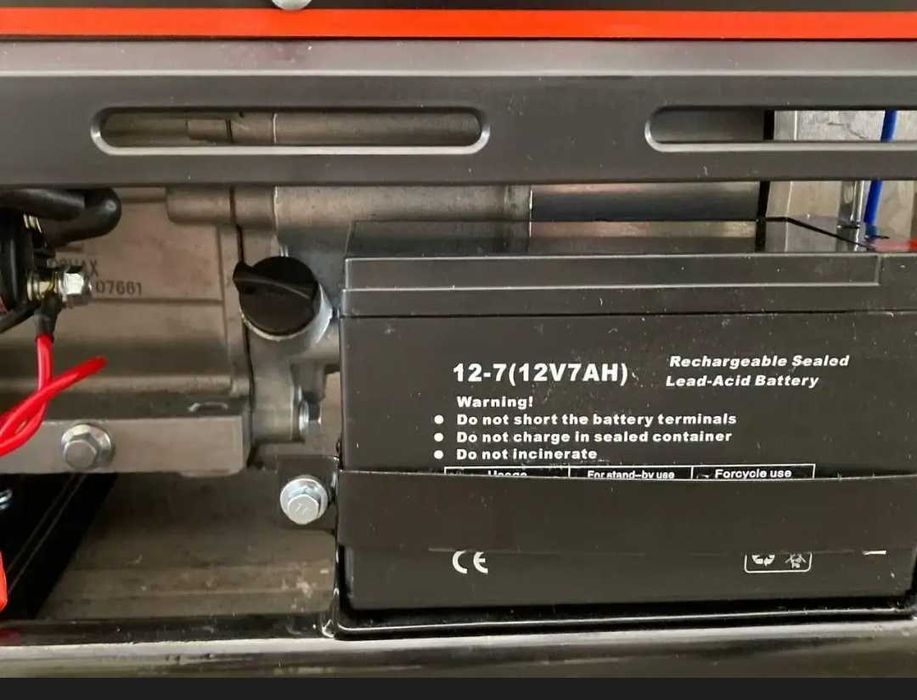 07661
12-7(12V7AH)
Rechargeable Sealed
Lead-Acid Battery
Warning!
● Do not short the battery terminals
● Do not charge in sealed container
● Do not incinerate
Usage For stand-by use Forcycle use
CE